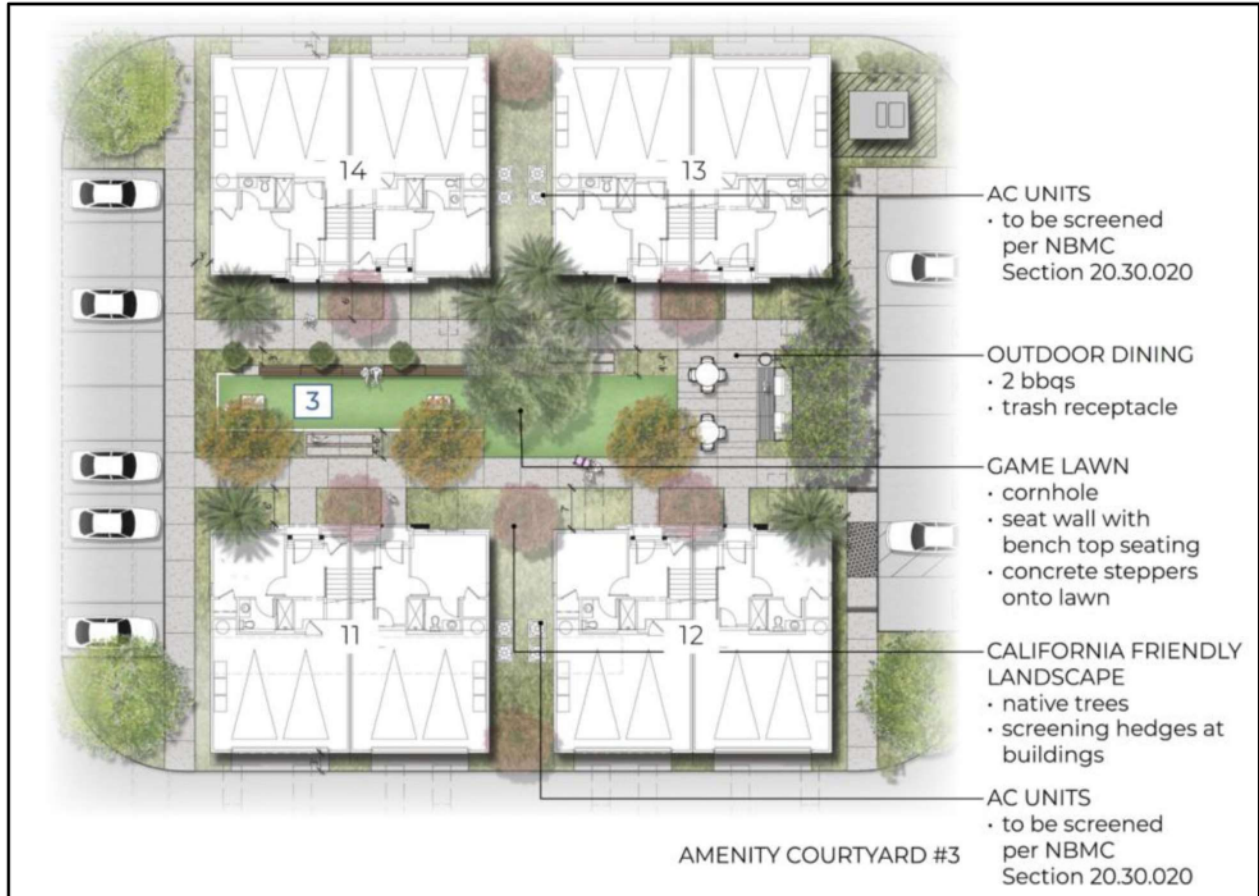 14
13
3
11
12
AC UNITS
• to be screened
per NBMC
Section 20.30.020
OUTDOOR DINING
• 2 bbqs
• trash receptacle
GAME LAWN
• cornhole
• seat wall with
bench top seating
• concrete steppers
onto lawn
CALIFORNIA FRIENDLY
LANDSCAPE
• native trees
• screening hedges at
buildings
AC UNITS
• to be screened
per NBMC
Section 20.30.020
AMENITY COURTYARD #3